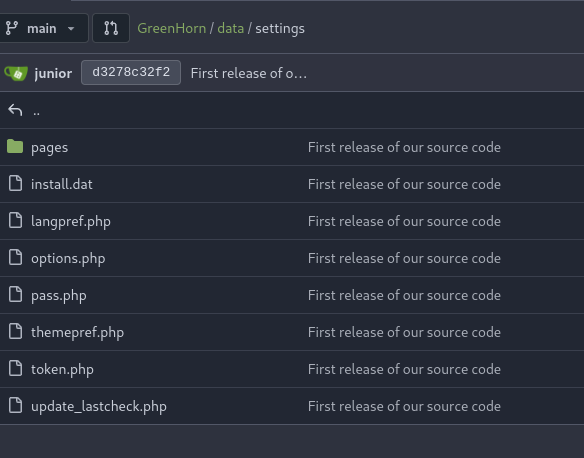 main GreenHorn / data / settings
junior d3278c32f2 First release of o...
..
pages First release of our source code
install.dat First release of our source code
langpref.php First release of our source code
options.php First release of our source code
pass.php First release of our source code
themepref.php First release of our source code
token.php First release of our source code
update_lastcheck.php First release of our source code